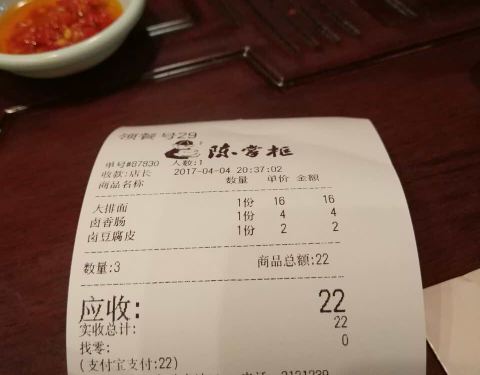 领餐号29
陈掌柜
单号#87930 人数:1
收款:店长 2017-04-04 20:37:02
商品名称 数量 单价 金额
大排面 1份 16 16
卤香肠 1份 4 4
卤豆腐皮 1份 2 2
数量:3 商品总额:22
应收: 22
实收总计: 22
找零: 0
(支付宝支付:22)